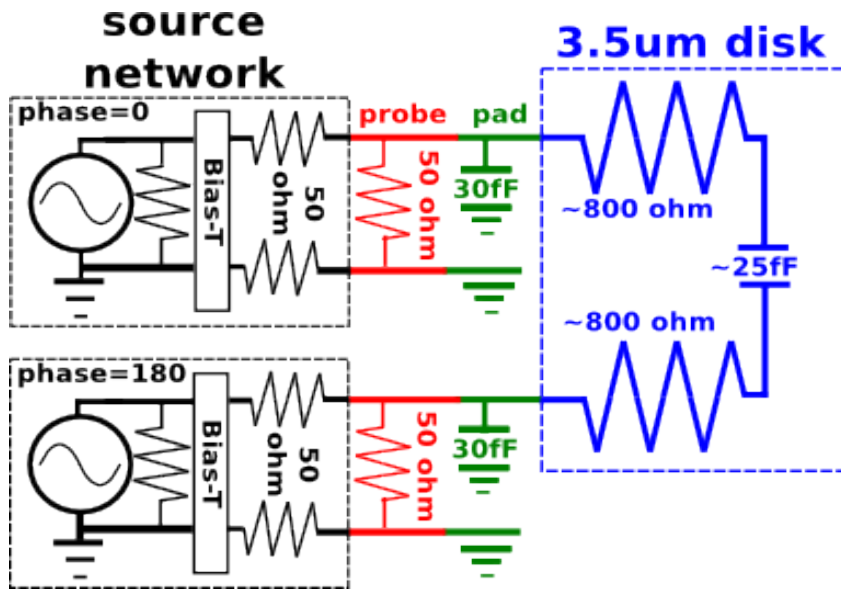 source
network
3.5um disk
phase=0
Bias-T
50
ohm
probe
50 ohm
pad
30fF
~800 ohm
~25fF
~800 ohm
phase=180
Bias-T
50
ohm
50 ohm
30fF